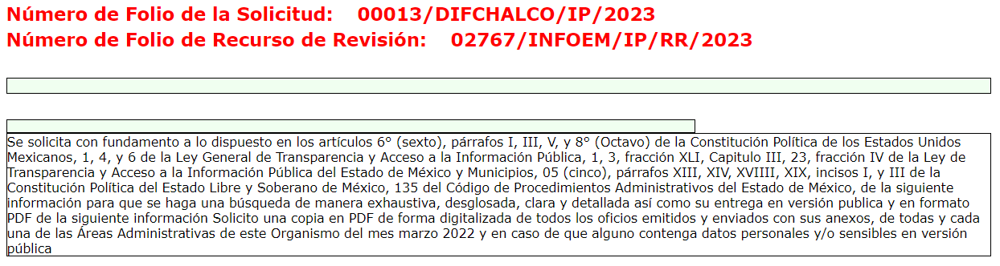 Número de Folio de la Solicitud: 00013/DIFCHALCO/IP/2023
Número de Folio de Recurso de Revisión: 02767/INFOEM/IP/RR/2023
Se solicita con fundamento a lo dispuesto en los artículos 6° (sexto), párrafos I, III, V, y 8° (Octavo) de la Constitución Política de los Estados Unidos
Mexicanos, 1, 4, y 6 de la Ley General de Transparencia y Acceso a la Información Pública, 1, 3, fracción XLI, Capitulo III, 23, fracción IV de la Ley de
Transparencia y Acceso a la Información Pública del Estado de México y Municipios, 05 (cinco), párrafos XIII, XIV, XVIIII, XIX, incisos I, y III de la
Constitución Política del Estado Libre y Soberano de México, 135 del Código de Procedimientos Administrativos del Estado de México, de la siguiente
información para que se haga una búsqueda de manera exhaustiva, desglosada, clara y detallada así como su entrega en versión publica y en formato
PDF de la siguiente información Solicito una copia en PDF de forma digitalizada de todos los oficios emitidos y enviados con sus anexos, de todas y cada
una de las Áreas Administrativas de este Organismo del mes marzo 2022 y en caso de que alguno contenga datos personales y/o sensibles en versión
pública